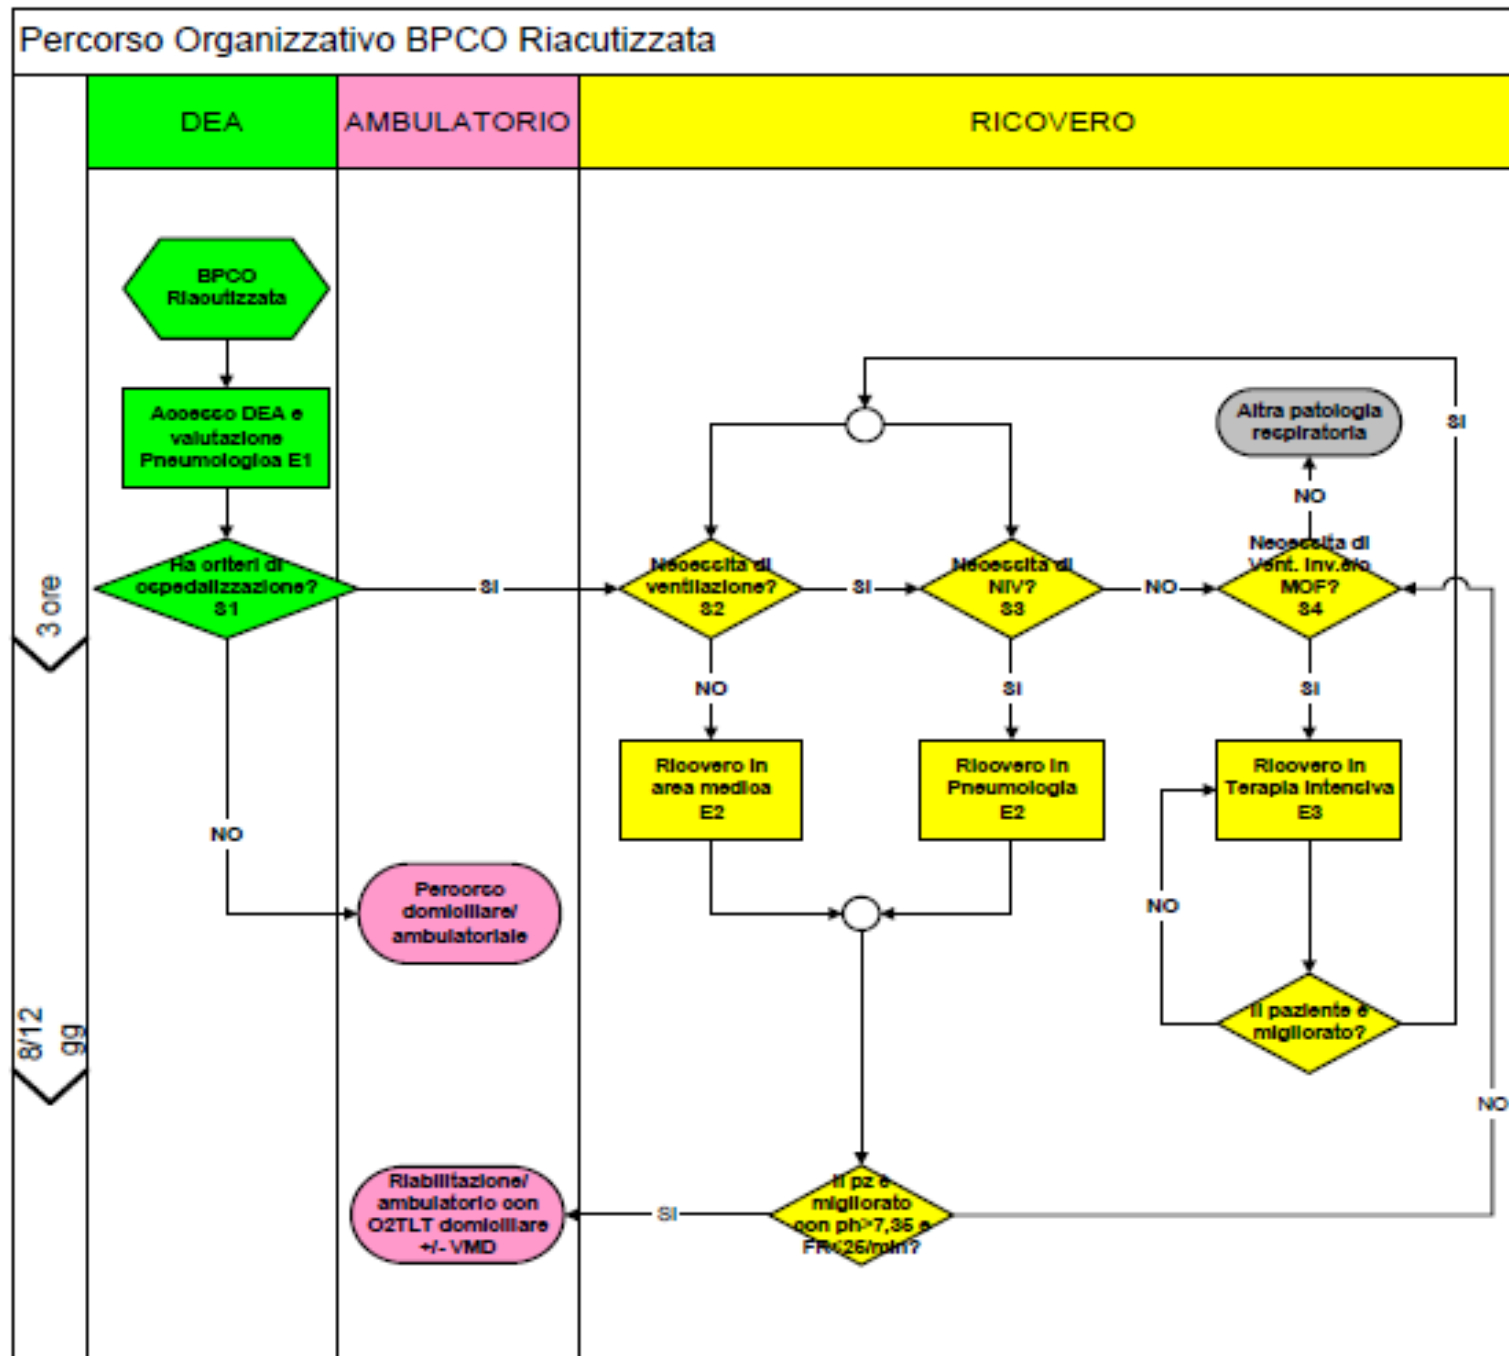 Percorso Organizzativo BPCO Riacutizzata
DEA
AMBULATORIO
RICOVERO
3 ore
8/12
gg
BPCO
Riacutizzata
Accesso DEA e
valutazione
Pneumologica E1
Ha criteri di
ospedalizzazione?
S1
SI
NO
Percorso
domiciliare/
ambulatoriale
Necessita di
ventilazione?
S2
SI
NO
Necessita di
NIV?
S3
NO
SI
Necessita di
Vent. Inv.e/o
MOF?
S4
NO
SI
Altra patologia
respiratoria
SI
Ricovero in
area medica
E2
Ricovero in
Pneumologia
E2
Ricovero in
Terapia Intensiva
E3
NO
Il paziente è
migliorato?
NO
Il pz è
migliorato
con ph>7,35 e
FR<25/min?
SI
Riabilitazione/
ambulatorio con
O2TLT domiciliare
+/- VMD